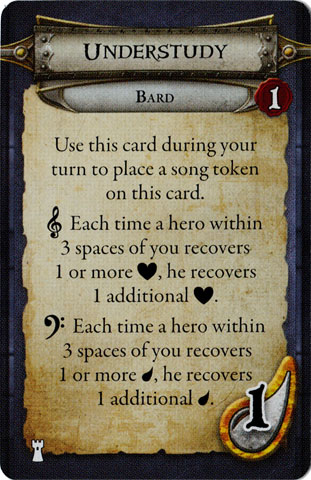 UNDERSTUDY
BARD
1
Use this card during your
turn to place a song token
on this card.
𝄞 Each time a hero within
3 spaces of you recovers
1 or more ♥, he recovers
1 additional ♥.
𝄢 Each time a hero within
3 spaces of you recovers
1 or more , he recovers
1 additional .
1